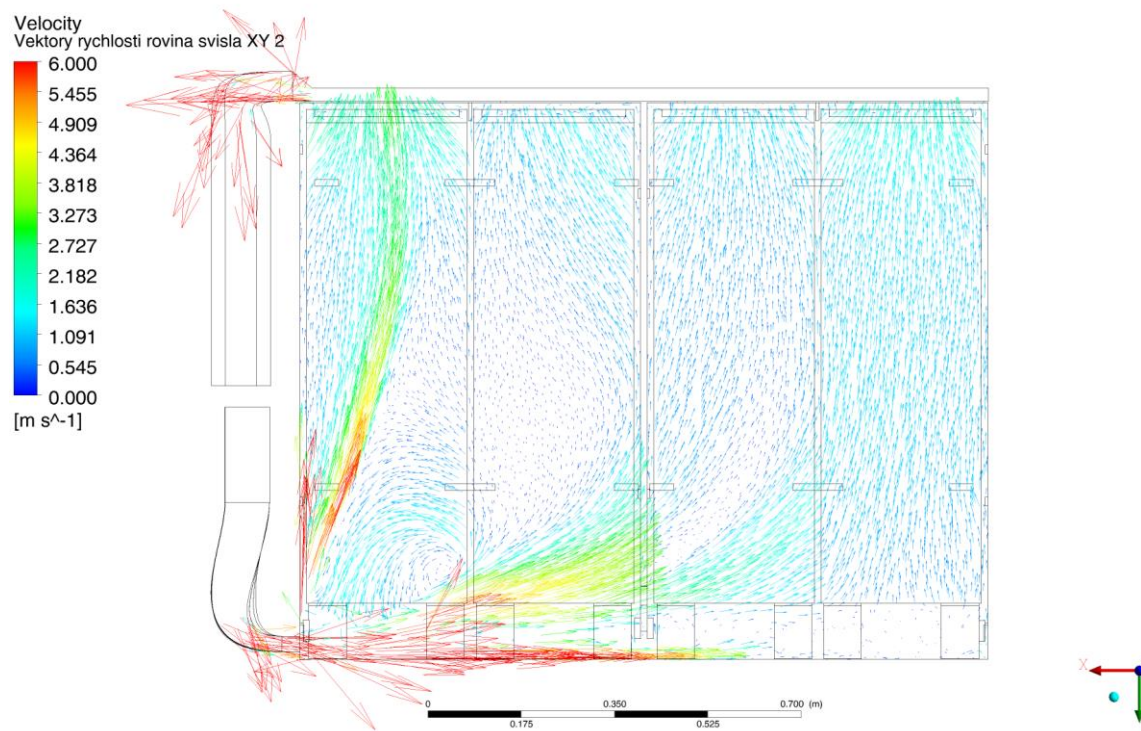 Velocity
Vektory rychlosti rovina svisla XY 2
6.000
5.455
4.909
4.364
3.818
3.273
2.727
2.182
1.636
1.091
0.545
0.000
[m s^-1]
0 0.350 0.700 (m)
0.175 0.525
X